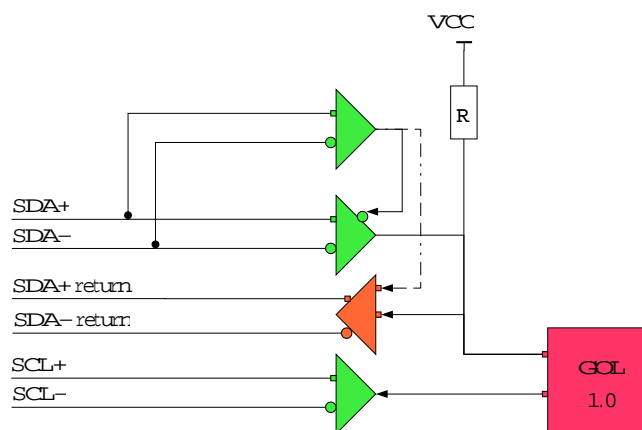 VCC
R
SDA+
SDA-
SDA+ return
SDA- return
SCL+
SCL-
GOL
1.0